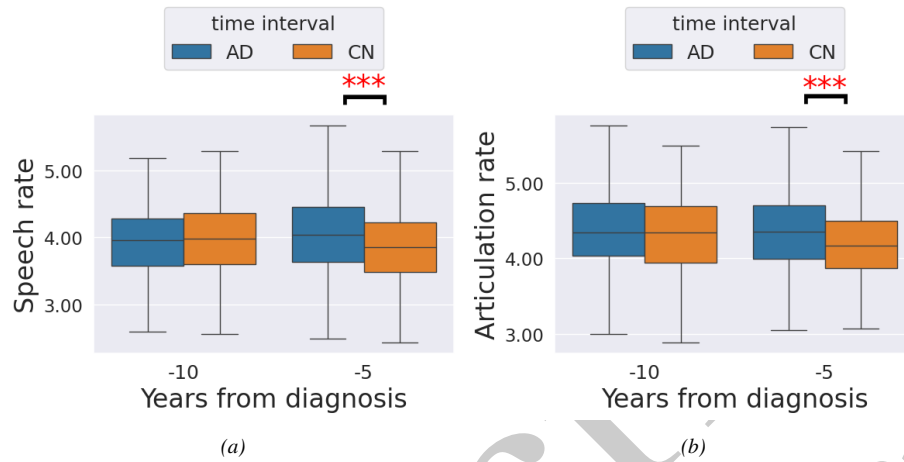 time interval
AD CN
***
Speech rate
5.00
4.00
3.00
-10 -5
Years from diagnosis
(a)
time interval
AD CN
***
Articulation rate
5.00
4.00
3.00
-10 -5
Years from diagnosis
(b)